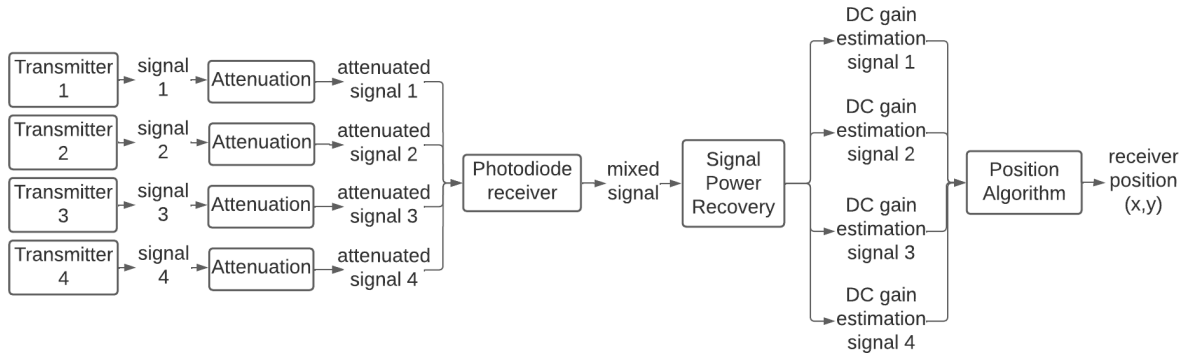 Transmitter
1
signal
1
Attenuation
attenuated
signal 1
Transmitter
2
signal
2
Attenuation
attenuated
signal 2
Transmitter
3
signal
3
Attenuation
attenuated
signal 3
Transmitter
4
signal
4
Attenuation
attenuated
signal 4
Photodiode
receiver
mixed
signal
Signal
Power
Recovery
DC gain
estimation
signal 1
DC gain
estimation
signal 2
DC gain
estimation
signal 3
DC gain
estimation
signal 4
Position
Algorithm
receiver
position
(x,y)